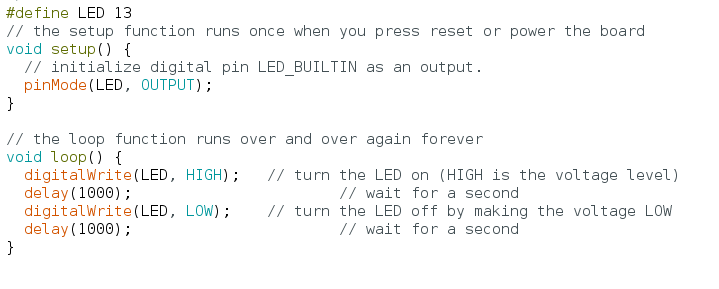 #define LED 13
// the setup function runs once when you press reset or power the board
void setup() {
  // initialize digital pin LED_BUILTIN as an output.
  pinMode(LED, OUTPUT);
}

// the loop function runs over and over again forever
void loop() {
  digitalWrite(LED, HIGH);   // turn the LED on (HIGH is the voltage level)
  delay(1000);                       // wait for a second
  digitalWrite(LED, LOW);    // turn the LED off by making the voltage LOW
  delay(1000);                       // wait for a second
}